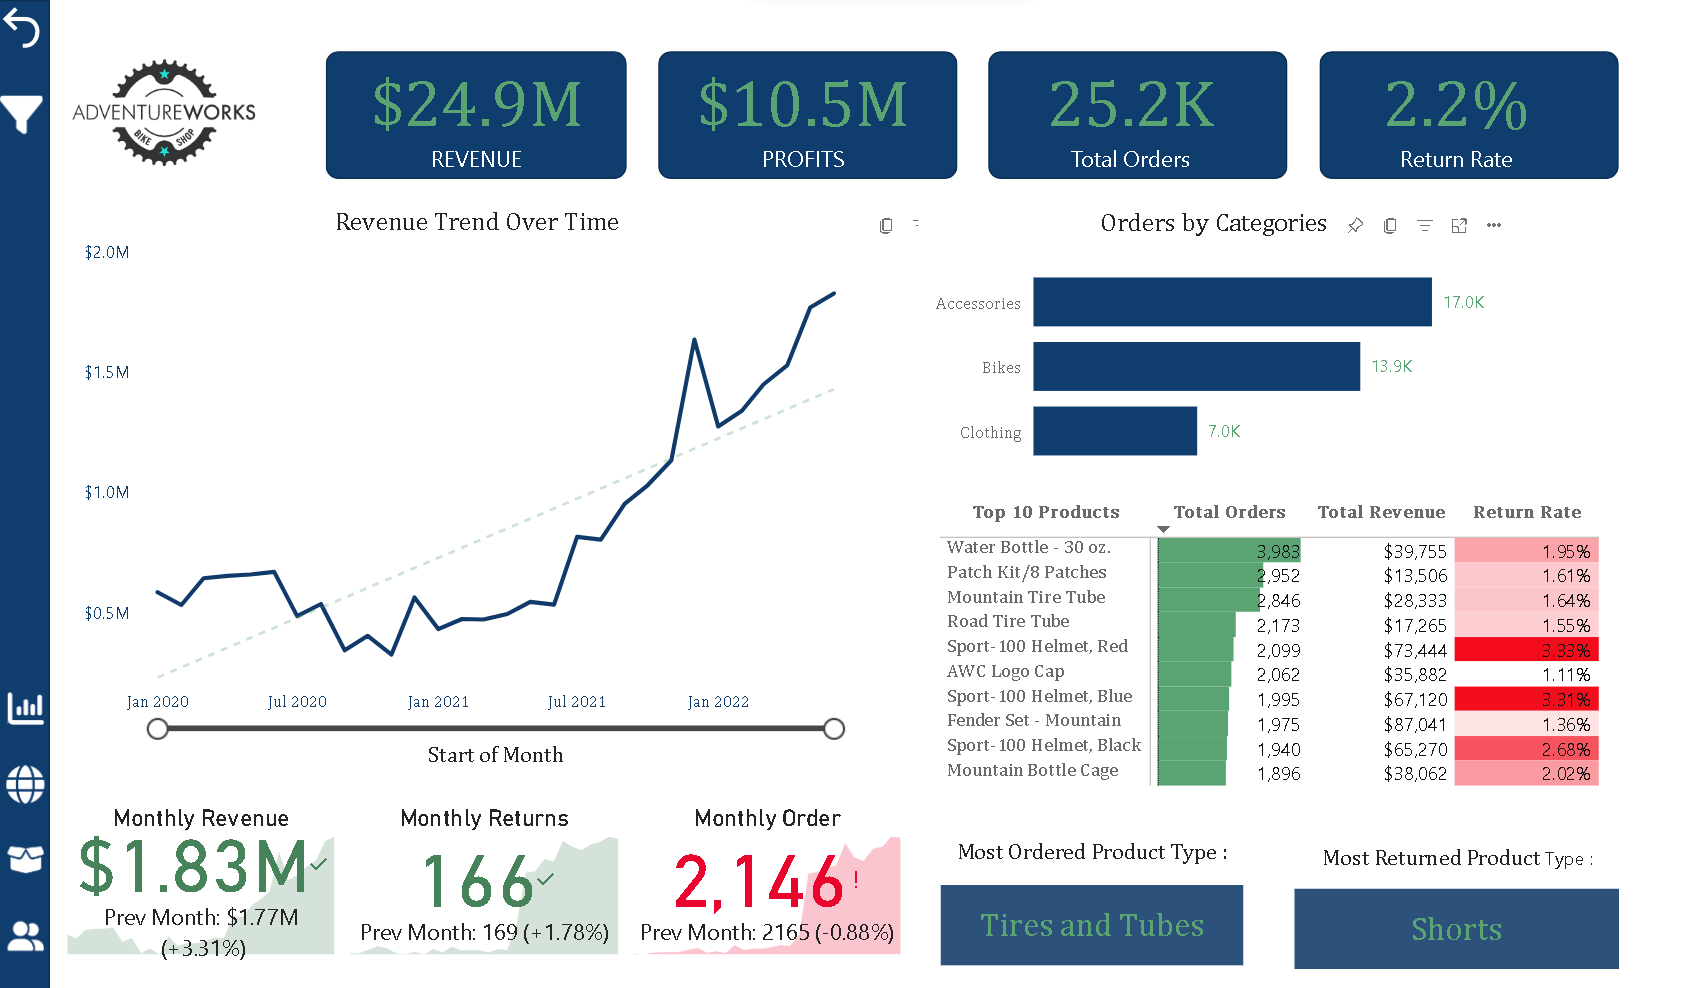 ADVENTUREWORKS
BIKE SHOP
$24.9M
REVENUE
$10.5M
PROFITS
25.2K
Total Orders
2.2%
Return Rate
Revenue Trend Over Time
$2.0M
$1.5M
$1.0M
$0.5M
Jan 2020 Jul 2020 Jan 2021 Jul 2021 Jan 2022
Start of Month
Orders by Categories
Accessories 17.0K
Bikes 13.9K
Clothing 7.0K
Top 10 Products Total Orders Total Revenue Return Rate
Water Bottle - 30 oz. 3,983 $39,755 1.95%
Patch Kit/8 Patches 2,952 $13,506 1.61%
Mountain Tire Tube 2,846 $28,333 1.64%
Road Tire Tube 2,173 $17,265 1.55%
Sport-100 Helmet, Red 2,099 $73,444 3.33%
AWC Logo Cap 2,062 $35,882 1.11%
Sport-100 Helmet, Blue 1,995 $67,120 3.31%
Fender Set - Mountain 1,975 $87,041 1.36%
Sport-100 Helmet, Black 1,940 $65,270 2.68%
Mountain Bottle Cage 1,896 $38,062 2.02%
Monthly Revenue
$1.83M
Prev Month: $1.77M
(+3.31%)
Monthly Returns
166
Prev Month: 169 (+1.78%)
Monthly Order
2,146!
Prev Month: 2165 (-0.88%)
Most Ordered Product Type :
Tires and Tubes
Most Returned Product Type :
Shorts